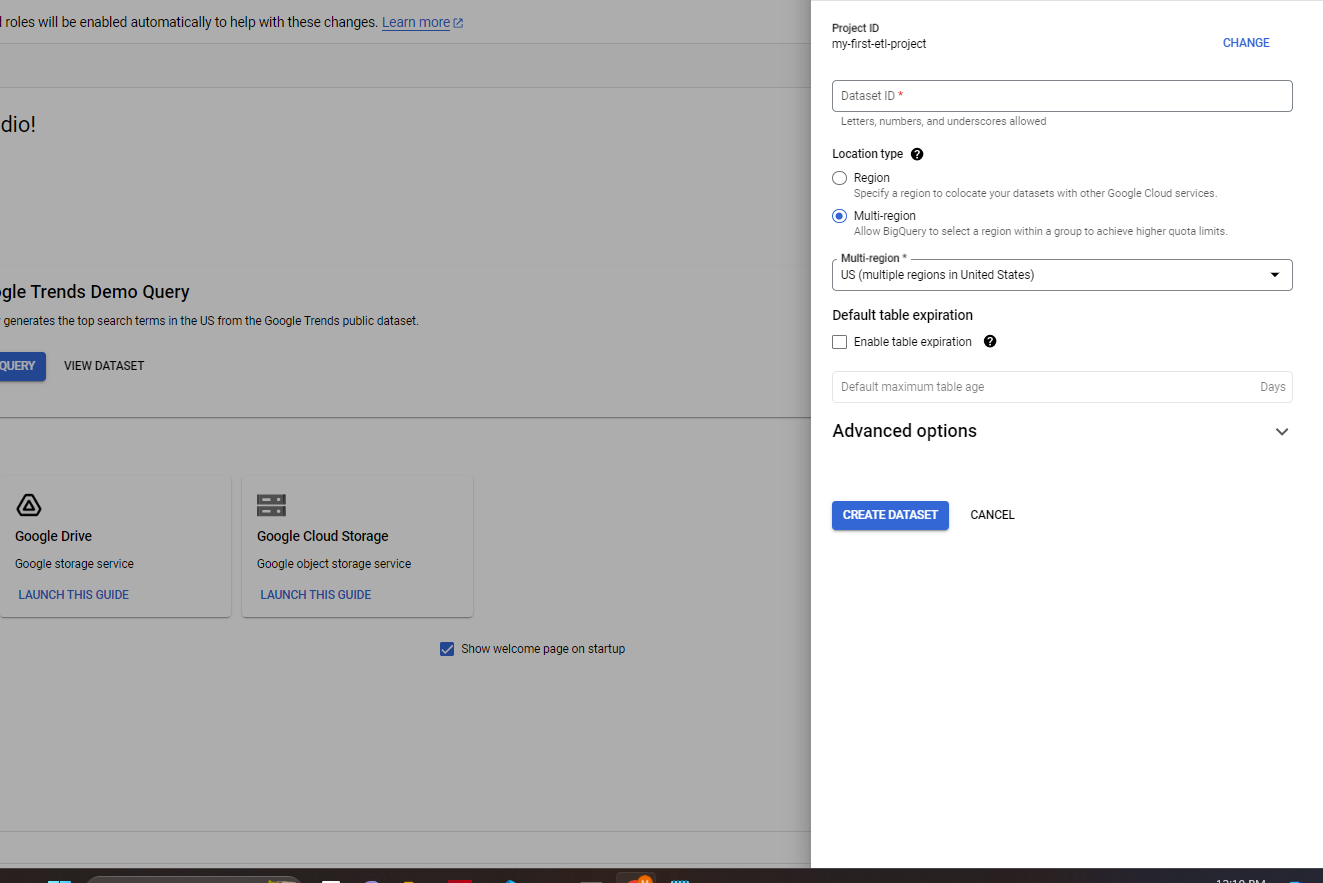 roles will be enabled automatically to help with these changes. Learn more
dio!
gle Trends Demo Query
generates the top search terms in the US from the Google Trends public dataset.
QUERY
VIEW DATASET
Google Drive
Google storage service
LAUNCH THIS GUIDE
Google Cloud Storage
Google object storage service
LAUNCH THIS GUIDE
Show welcome page on startup
Project ID
my-first-etl-project
CHANGE
Dataset ID *
Letters, numbers, and underscores allowed
Location type
Region
Specify a region to colocate your datasets with other Google Cloud services.
Multi-region
Allow BigQuery to select a region within a group to achieve higher quota limits.
Multi-region *
US (multiple regions in United States)
Default table expiration
Enable table expiration
Default maximum table age
Days
Advanced options
CREATE DATASET
CANCEL